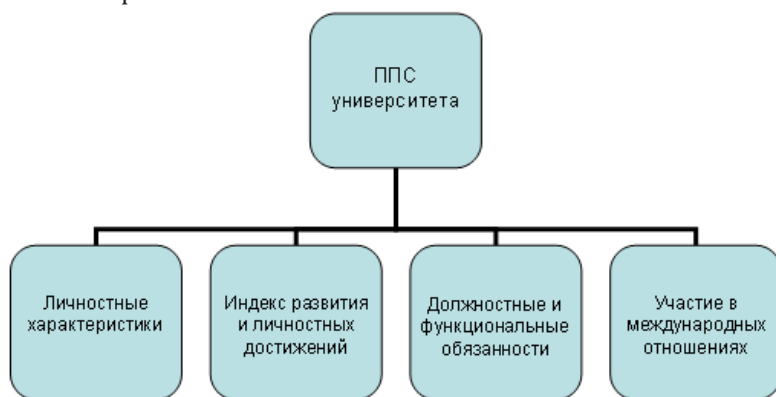 ППС
университета
Личностные
характеристики
Индекс развития
и личностных
достижений
Должностные и
функциональные
обязанности
Участие в
международных
отношениях